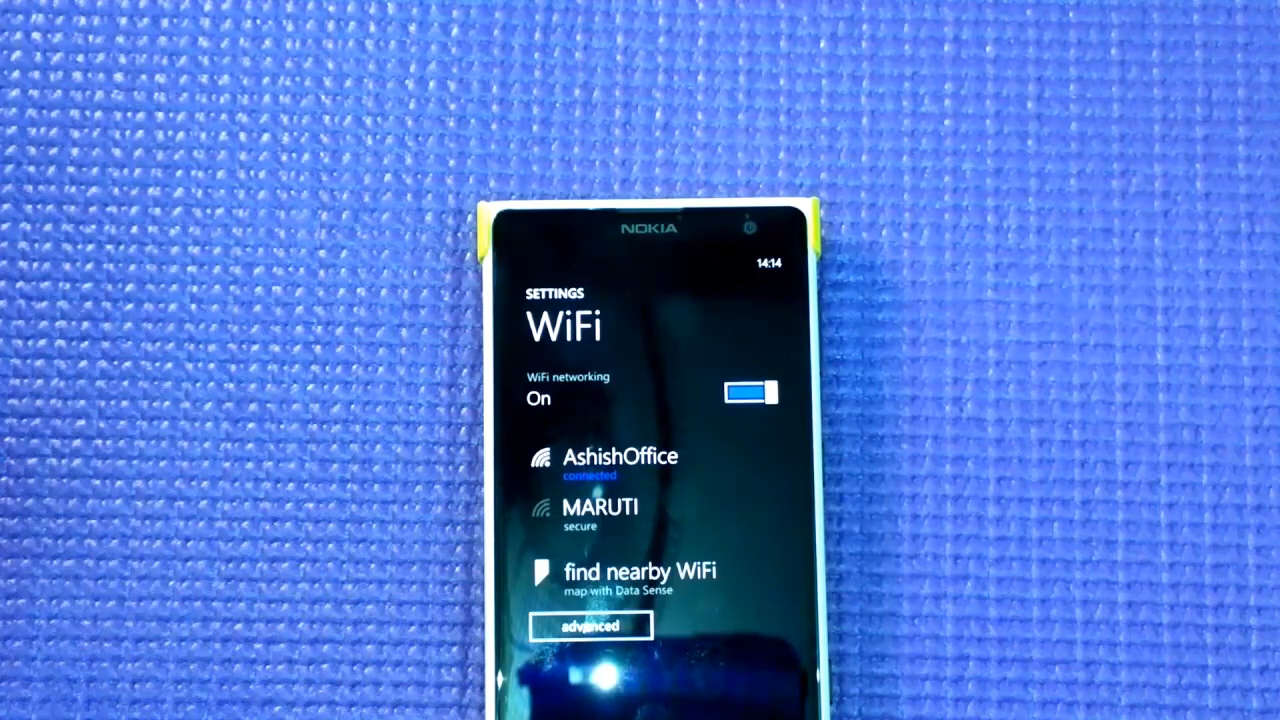 NOKIA
14:14
SETTINGS
WiFi
WiFi networking
On
AshishOffice
connected
MARUTI
secure
find nearby WiFi
map with Data Sense
advanced